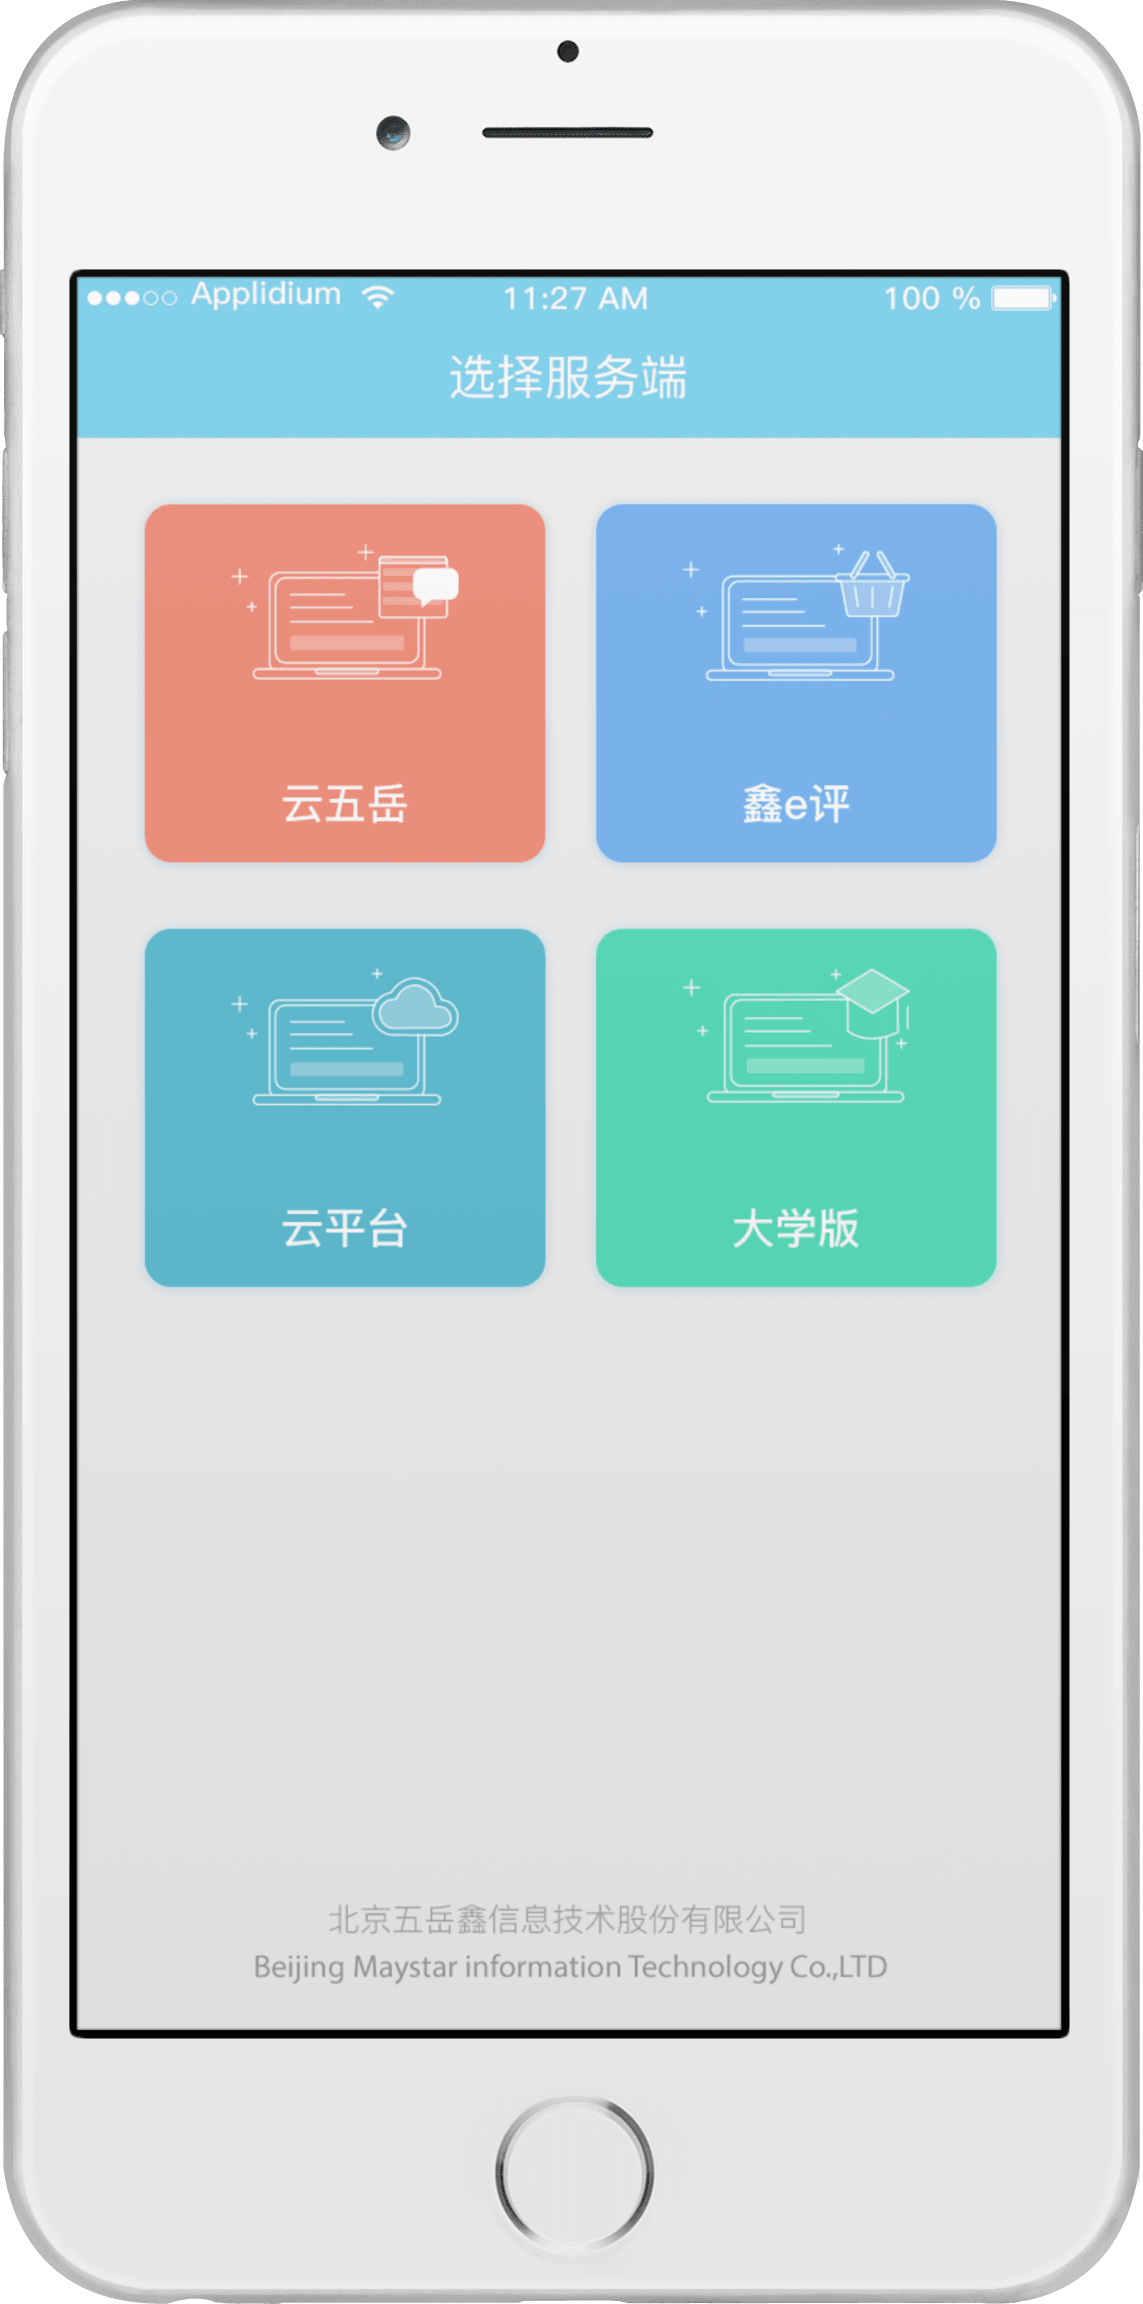 Applidium 11:27 AM 100 %
选择服务端
云五岳 鑫e评
云平台 大学版
北京五岳鑫信息技术股份有限公司
Beijing Maystar information Technology Co.,LTD